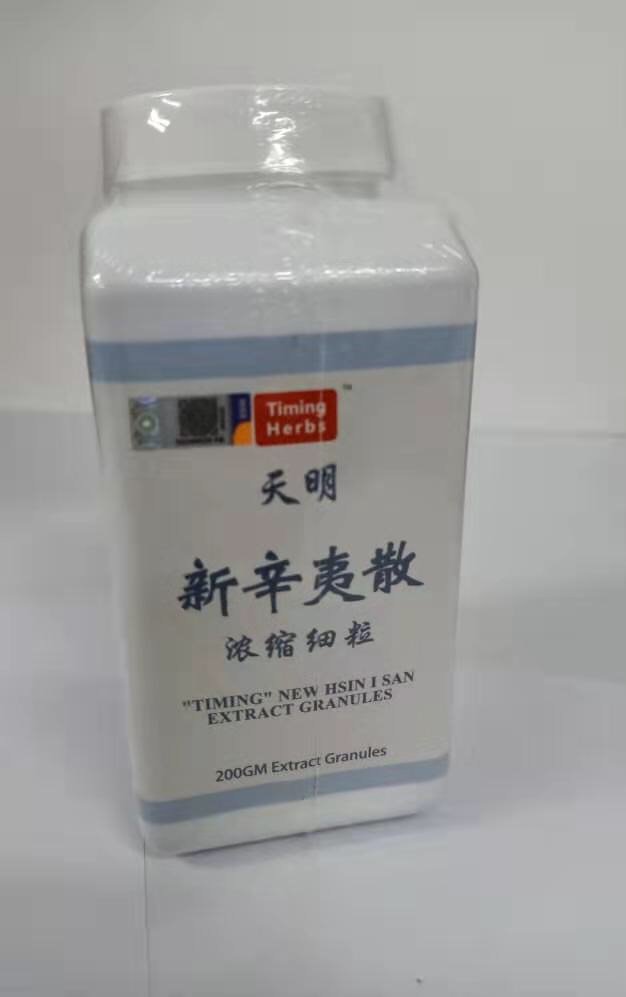 Timing
Herbs
TM
天明
新辛夷散
浓缩细粒
"TIMING" NEW HSIN I SAN
EXTRACT GRANULES
200GM Extract Granules